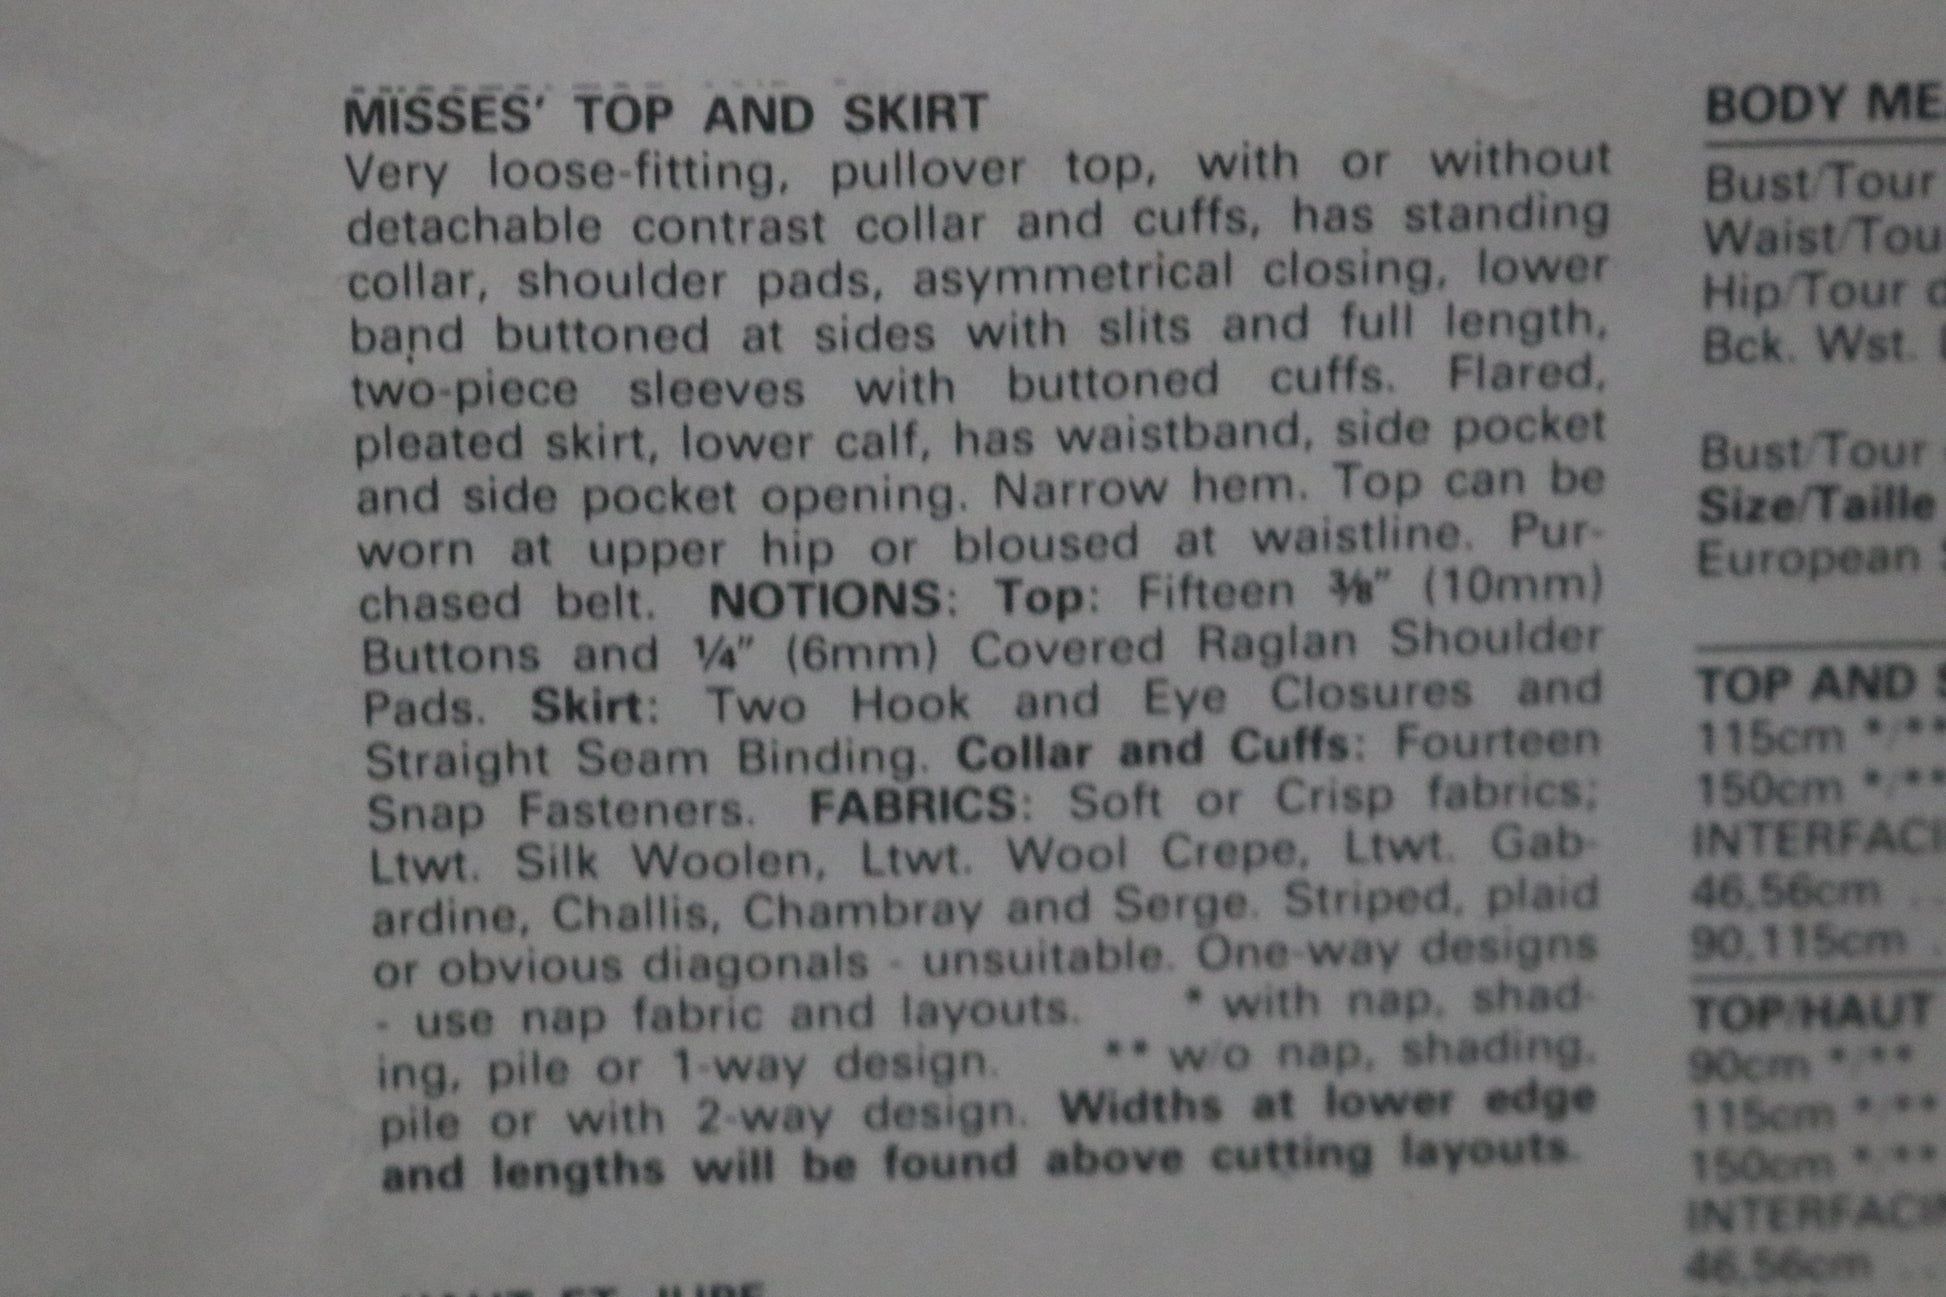 MISSES' TOP AND SKIRT
Very loose-fitting, pullover top, with or without
detachable contrast collar and cuffs, has standing
collar, shoulder pads, asymmetrical closing, lower
band buttoned at sides with slits and full length,
two-piece sleeves with buttoned cuffs. Flared,
pleated skirt, lower calf, has waistband, side pocket
and side pocket opening. Narrow hem. Top can be
worn at upper hip or bloused at waistline. Pur-
chased belt. NOTIONS: Top: Fifteen ⅜" (10mm)
Buttons and ¼" (6mm) Covered Raglan Shoulder
Pads. Skirt: Two Hook and Eye Closures and
Straight Seam Binding. Collar and Cuffs: Fourteen
Snap Fasteners. FABRICS: Soft or Crisp fabrics;
Ltwt. Silk Woolen, Ltwt. Wool Crepe, Ltwt. Gab-
ardine, Challis, Chambray and Serge. Striped, plaid
or obvious diagonals - unsuitable. One-way designs
- use nap fabric and layouts. * with nap, shad-
ing, pile or 1-way design. ** w/o nap, shading,
pile or with 2-way design. Widths at lower edge
and lengths will be found above cutting layouts.
BODY ME
Bust/Tour
Waist/Tou
Hip/Tour d
Bck. Wst.
Bust/Tour
Size/Taille
European
TOP AND S
115cm */**
150cm */**
INTERFACI
46,56cm . .
90,115cm .
TOP/HAUT
90cm */**
115cm */**
150cm */**
INTERFACI
46,56cm . .